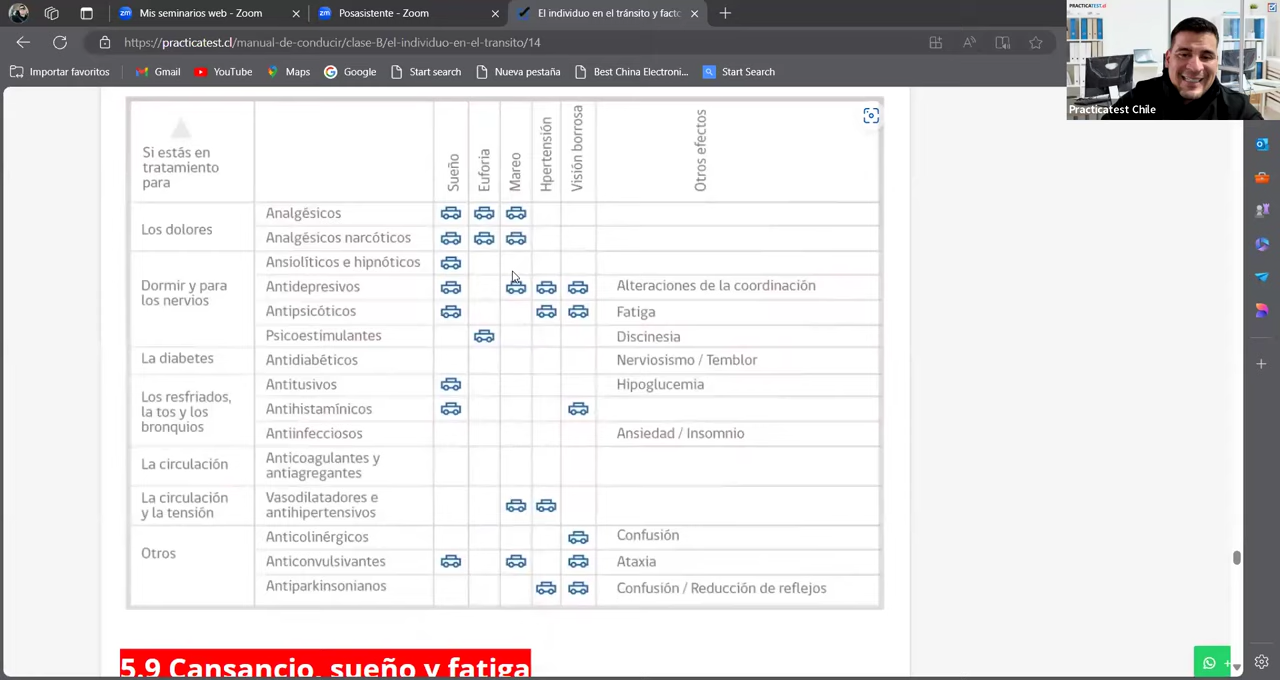 Mis seminarios web - Zoom
Posasistente - Zoom
El individuo en el tránsito y facto
https://practicatest.cl/manual-de-conducir/clase-B/el-individuo-en-el-transito/14
Importar favoritos
Gmail
YouTube
Maps
Google
Start search
Nueva pestaña
Best China Electroni...
Start Search
PRACTICATEST.cl
Practicatest Chile
Si estás en
tratamiento
para
Sueño
Euforia
Mareo
Hpertensión
Visión borrosa
Otros efectos
Los dolores
Analgésicos
Analgésicos narcóticos
Dormir y para
los nervios
Ansiolíticos e hipnóticos
Antidepresivos
Alteraciones de la coordinación
Antipsicóticos
Fatiga
Psicoestimulantes
Discinesia
La diabetes
Antidiabéticos
Nerviosismo / Temblor
Los resfriados,
la tos y los
bronquios
Antitusivos
Hipoglucemia
Antihistamínicos
Antiinfecciosos
Ansiedad / Insomnio
La circulación
Anticoagulantes y
antiagregantes
La circulación
y la tensión
Vasodilatadores e
antihipertensivos
Otros
Anticolinérgicos
Confusión
Anticonvulsivantes
Ataxia
Antiparkinsonianos
Confusión / Reducción de reflejos
5.9 Cansancio, sueño y fatiga